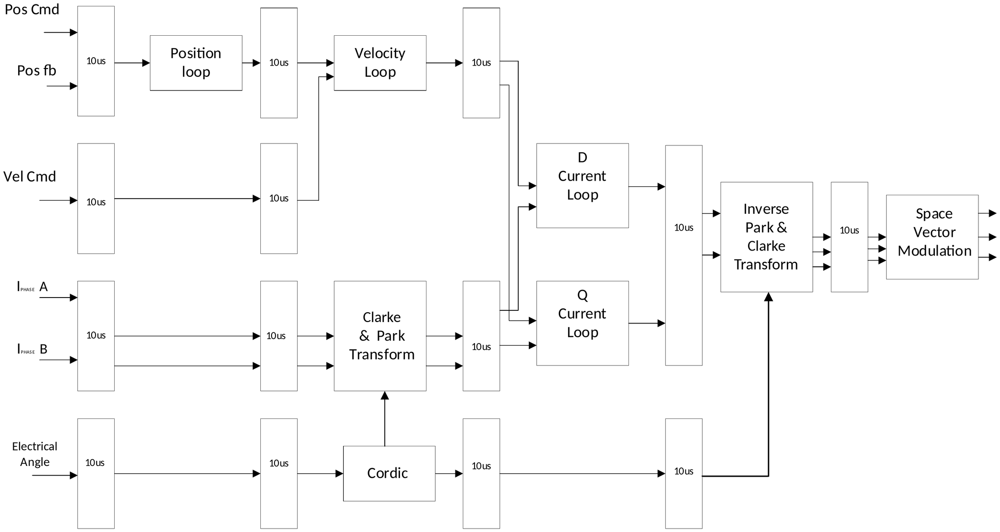 Pos Cmd
10us
Pos fb
Position
loop
10us
Velocity
Loop
10us
Vel Cmd
10us
10us
D
Current
Loop
10us
Inverse
Park &
Clarke
Transform
10us
Space
Vector
Modulation
IPHASE A
10us
IPHASE B
10us
Clarke
& Park
Transform
10us
Q
Current
Loop
Electrical
Angle
10us
10us
Cordic
10us
10us